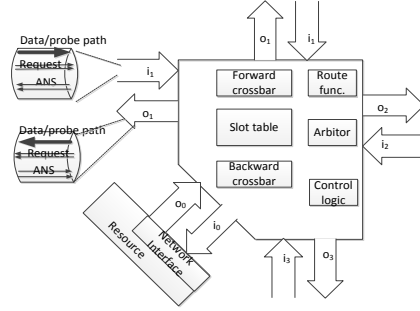 Data/probe path
Request
ANS
i1
o1
Data/probe path
Request
ANS
o1
i1
Forward
crossbar
Route
func.
Slot table
Arbitor
Backward
crossbar
Control
logic
o2
i2
o0
i0
Resource
Network
Interface
i3
o3